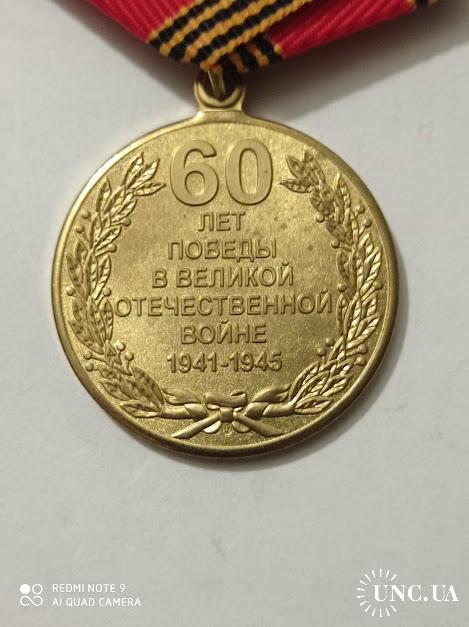 60
ЛЕТ
ПОБЕДЫ
В ВЕЛИКОЙ
ОТЕЧЕСТВЕННОЙ
ВОЙНЕ
1941-1945
REDMI NOTE 9
AI QUAD CAMERA
UNC.UA